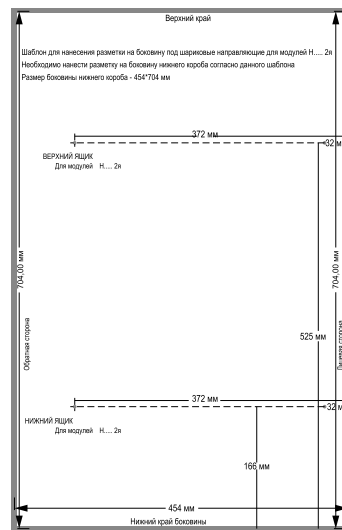 Верхний край
Шаблон для нанесения разметки на боковину под шариковые направляющие для модулей Н..... 2я
Необходимо нанести разметку на боковину нижнего короба согласно данного шаблона
Размер боковины нижнего короба - 454*704 мм
372 мм
32 м
ВЕРХНИЙ ЯЩИК
Для модулей Н..... 2я
704,00 мм
704,00 мм
Обратная сторона
Лицевая сторона
525 мм
372 мм
32 м
НИЖНИЙ ЯЩИК
Для модулей Н..... 2я
166 мм
454 мм
Нижний край боковины